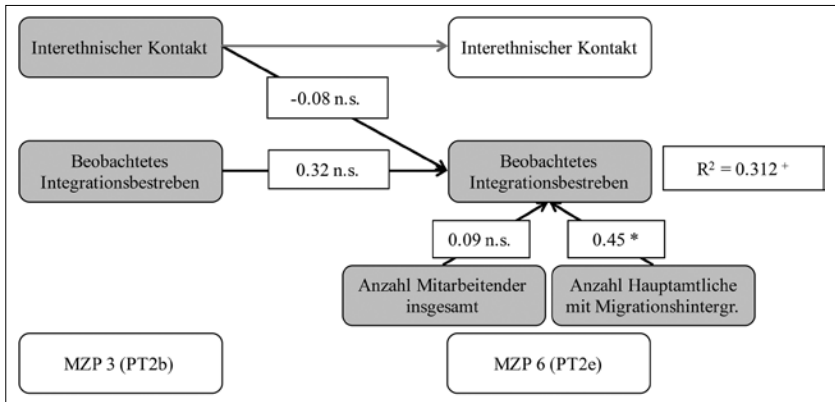 Interethnischer Kontakt
Interethnischer Kontakt
-0.08 n.s.
Beobachtetes
Integrationsbestreben
0.32 n.s.
Beobachtetes
Integrationsbestreben
R² = 0.312 ⁺
0.09 n.s.
0.45 *
Anzahl Mitarbeitender
insgesamt
Anzahl Hauptamtliche
mit Migrationshintergr.
MZP 3 (PT2b)
MZP 6 (PT2e)